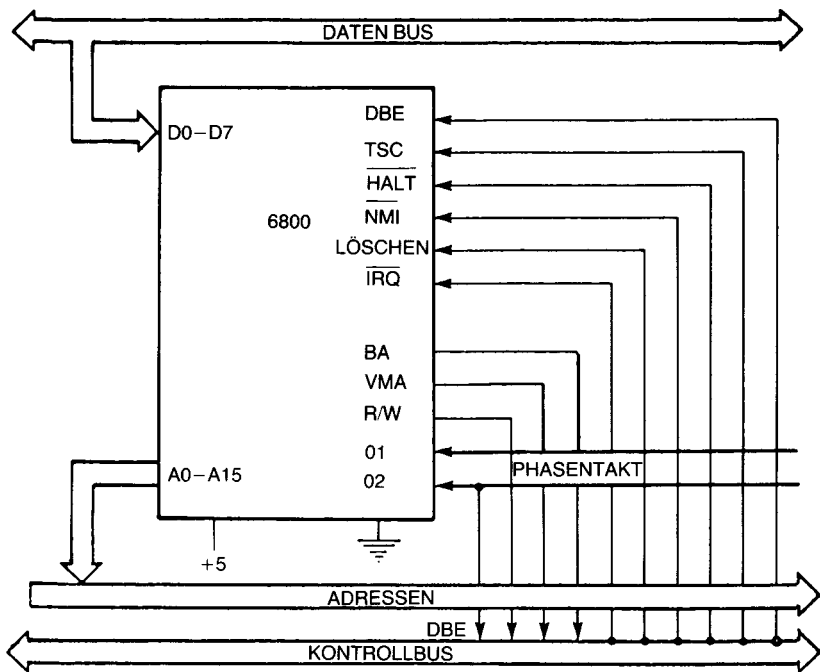 DATEN BUS
D0–D7
DBE
TSC
HALT
6800
NMI
LÖSCHEN
IRQ
BA
VMA
R/W
01
PHASENTAKT
A0–A15
02
+5
ADRESSEN
DBE
KONTROLLBUS